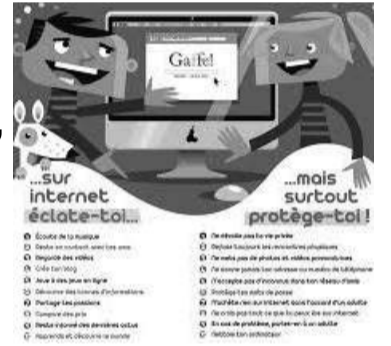 Gaffe!
...sur
internet
éclate-toi...
Écoute de la musique
Reste en contact avec tes amis
Regarde des vidéos
Crée ton blog
Joue à des jeux en ligne
Découvre des tonnes d'informations
Partage tes passions
Compare des prix
Reste informé des dernières actus
Apprends et découvre le monde
...mais
surtout
protège-toi !
Ne dévoile pas ta vie privée
Refuse toujours les rencontres physiques
Ne mets pas de photos et vidéos provocatrices
Ne donne jamais ton adresse ou numéro de téléphone
N'accepte pas d'inconnus dans ton réseau d'amis
Protège tes mots de passe
N'achète rien sur Internet sans l'accord d'un adulte
Ne crois pas tout ce que tu peux lire sur internet
En cas de problème, parles-en à un adulte
ton ordinateur